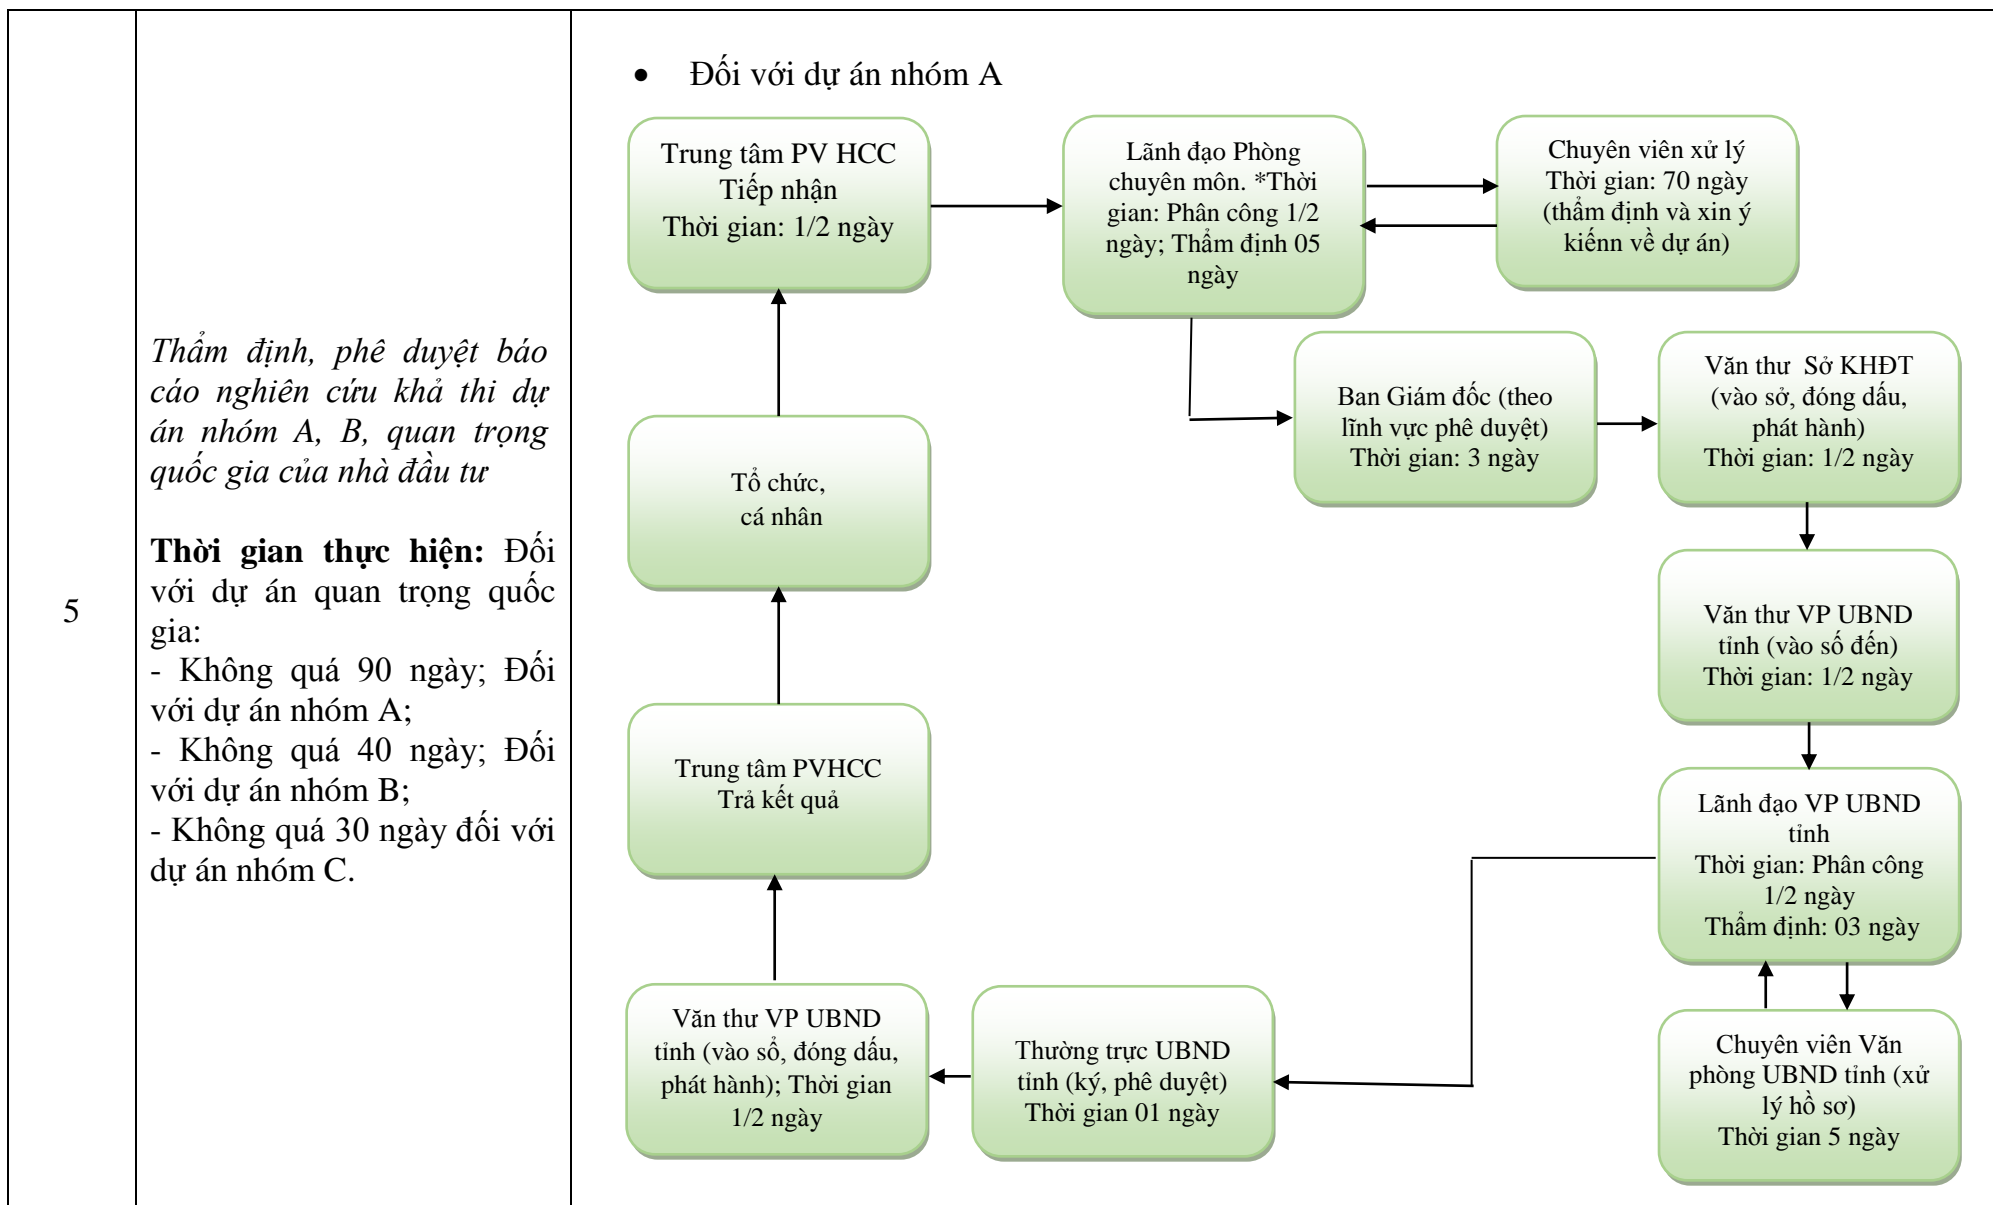 5
Thẩm định, phê duyệt báo
cáo nghiên cứu khả thi dự
án nhóm A, B, quan trọng
quốc gia của nhà đầu tư
Thời gian thực hiện: Đối
với dự án quan trọng quốc
gia:
- Không quá 90 ngày; Đối
với dự án nhóm A;
- Không quá 40 ngày; Đối
với dự án nhóm B;
- Không quá 30 ngày đối với
dự án nhóm C.
• Đối với dự án nhóm A
Trung tâm PV HCC
Tiếp nhận
Thời gian: 1/2 ngày
Lãnh đạo Phòng
chuyên môn. *Thời
gian: Phân công 1/2
ngày; Thẩm định 05
ngày
Chuyên viên xử lý
Thời gian: 70 ngày
(thẩm định và xin ý
kiếnn về dự án)
Ban Giám đốc (theo
lĩnh vực phê duyệt)
Thời gian: 3 ngày
Văn thư Sở KHĐT
(vào sở, đóng dấu,
phát hành)
Thời gian: 1/2 ngày
Tổ chức,
cá nhân
Văn thư VP UBND
tỉnh (vào số đến)
Thời gian: 1/2 ngày
Trung tâm PVHCC
Trả kết quả
Lãnh đạo VP UBND
tỉnh
Thời gian: Phân công
1/2 ngày
Thẩm định: 03 ngày
Văn thư VP UBND
tỉnh (vào sổ, đóng dấu,
phát hành); Thời gian
1/2 ngày
Thường trực UBND
tỉnh (ký, phê duyệt)
Thời gian 01 ngày
Chuyên viên Văn
phòng UBND tỉnh (xử
lý hồ sơ)
Thời gian 5 ngày